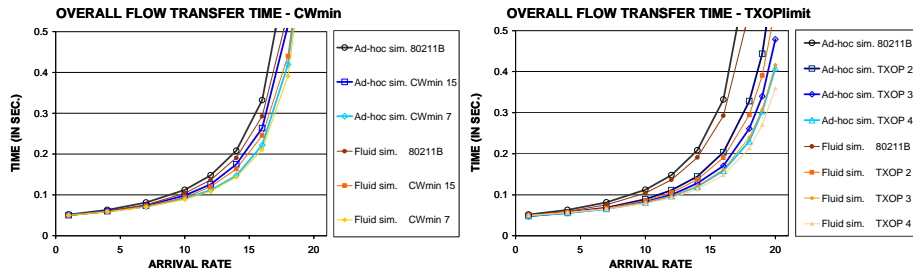 OVERALL FLOW TRANSFER TIME - CWmin
TIME (IN SEC.)
0.5
0.4
0.3
0.2
0.1
0
0 5 10 15 20
ARRIVAL RATE
Ad-hoc sim. 80211B
Ad-hoc sim. CWmin 15
Ad-hoc sim. CWmin 7
Fluid sim. 80211B
Fluid sim. CWmin 15
Fluid sim. CWmin 7
OVERALL FLOW TRANSFER TIME - TXOPlimit
TIME (IN SEC.)
0.5
0.4
0.3
0.2
0.1
0
0 5 10 15 20
ARRIVAL RATE
Ad-hoc sim. 80211B
Ad-hoc sim. TXOP 2
Ad-hoc sim. TXOP 3
Ad-hoc sim. TXOP 4
Fluid sim. 80211B
Fluid sim. TXOP 2
Fluid sim. TXOP 3
Fluid sim. TXOP 4